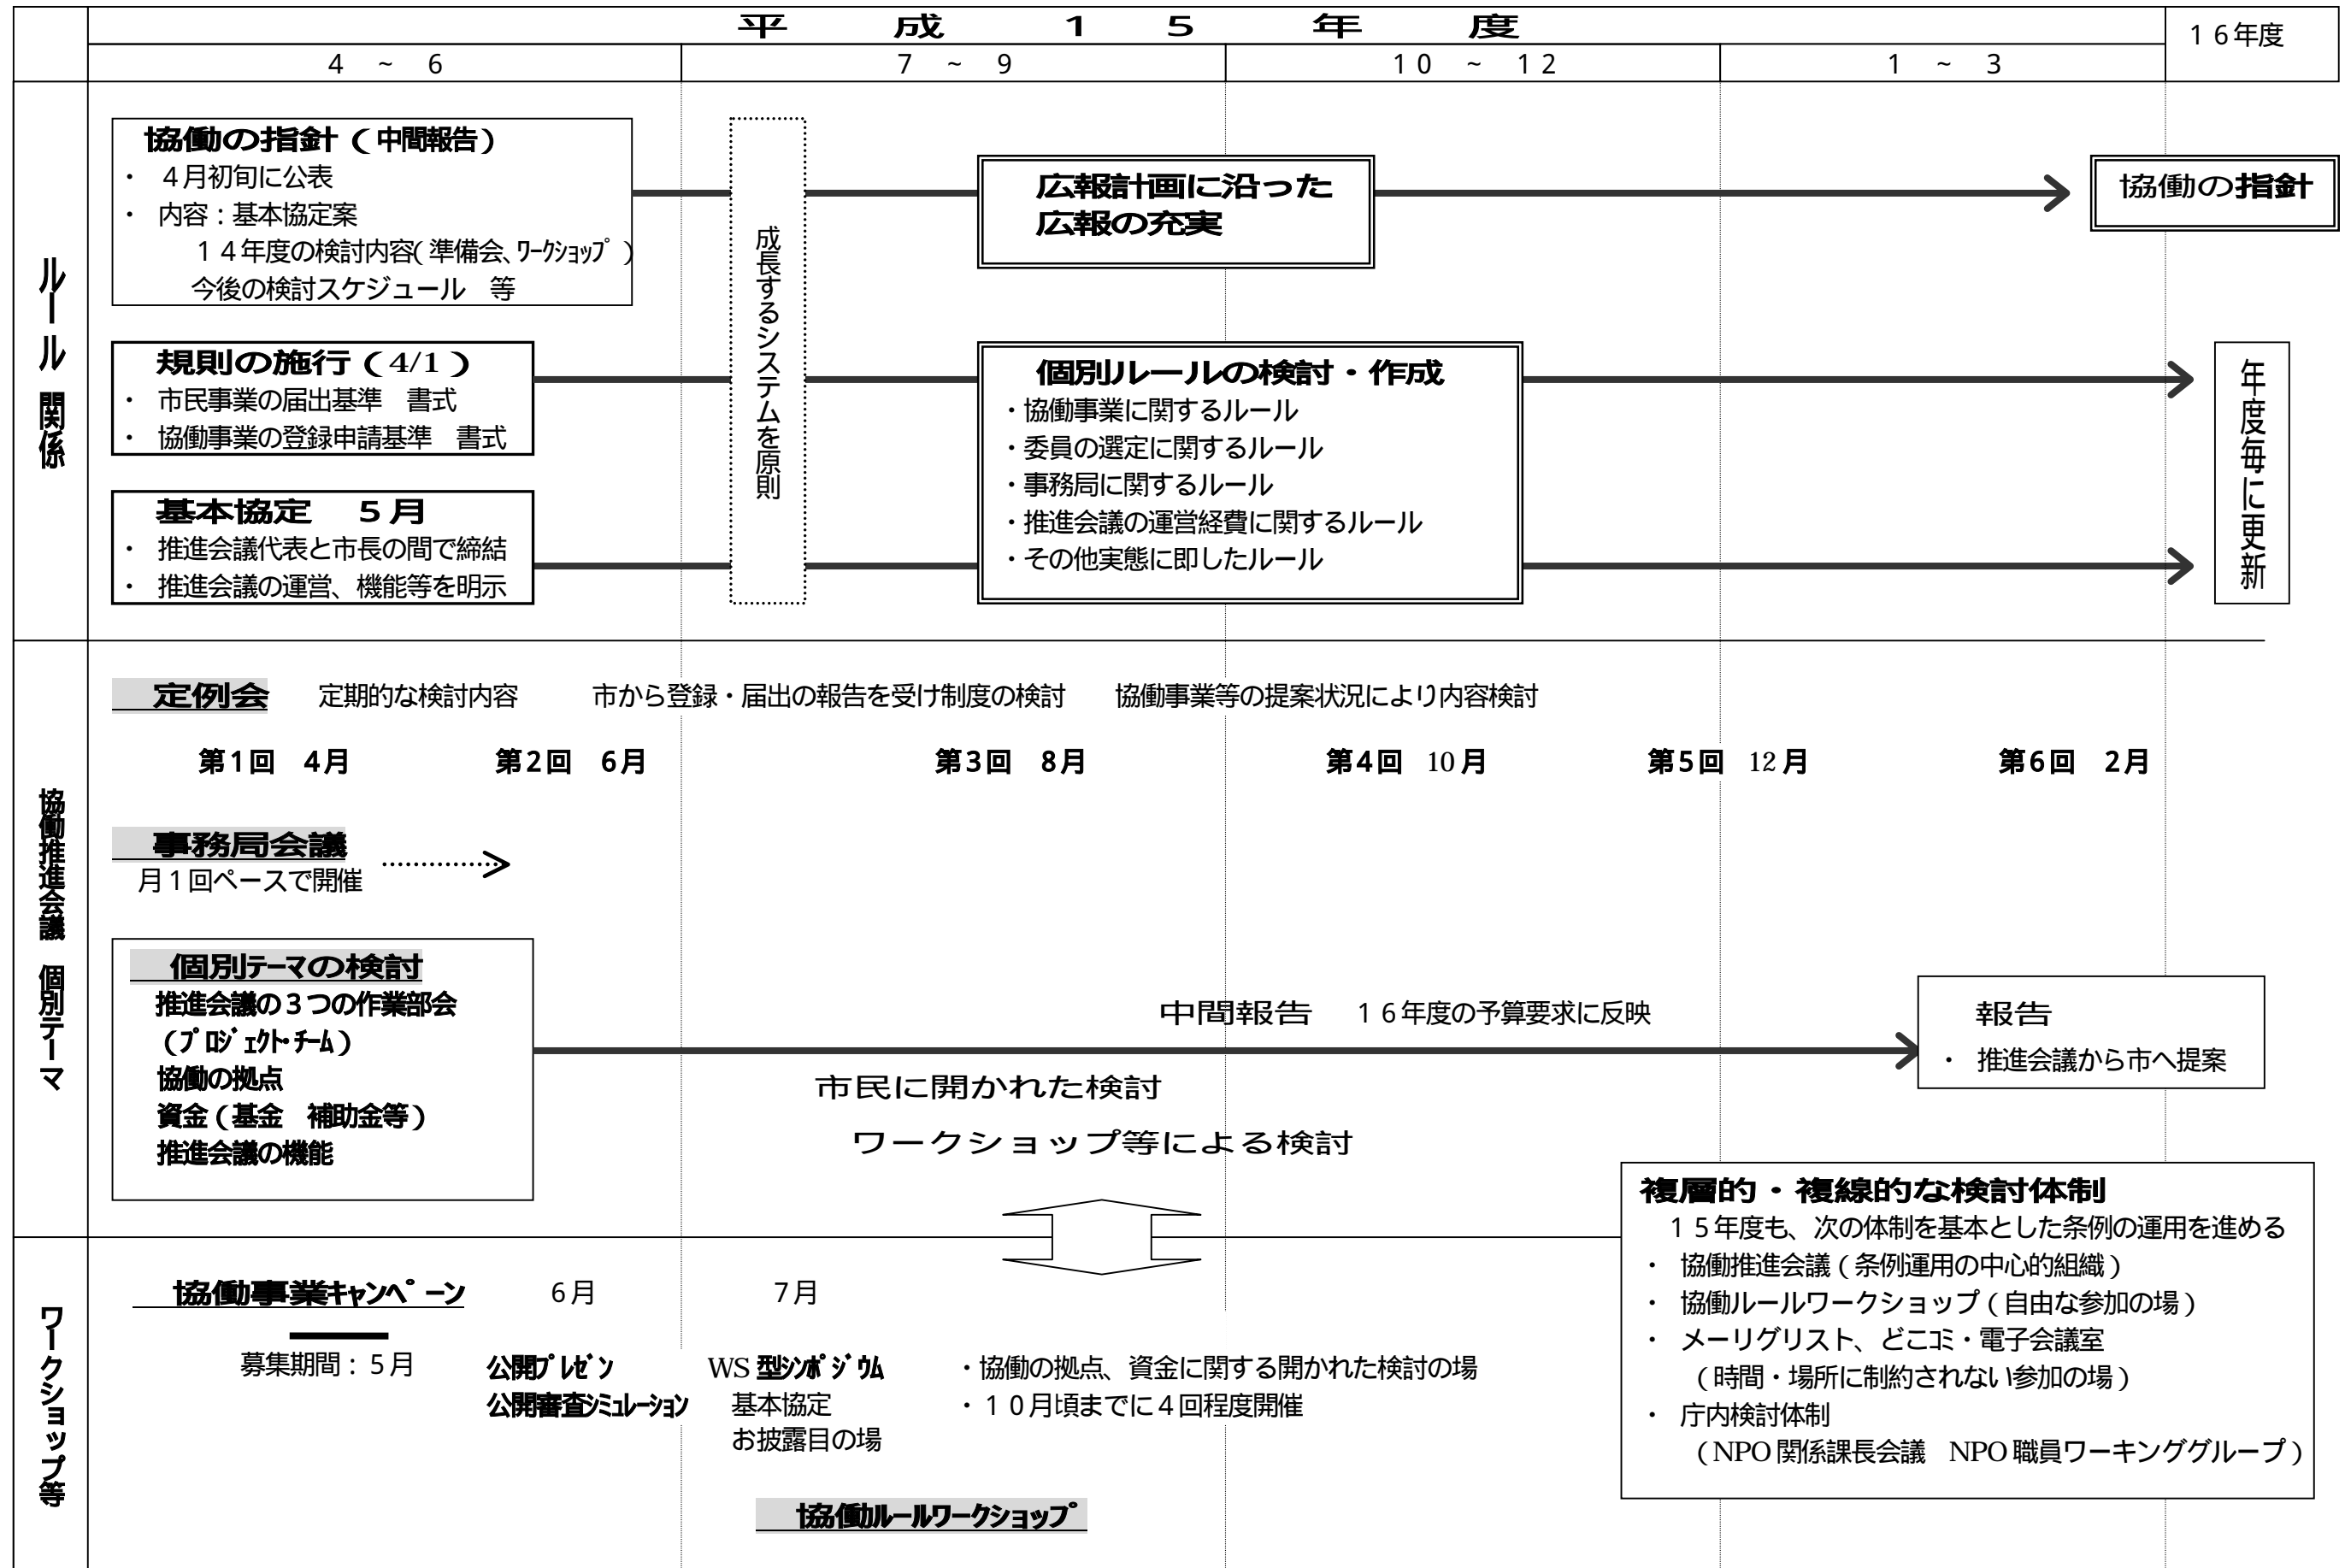 平成１５年度
１６年度
４ ~ ６
７ ~ ９
１０ ~ １２
１ ~ ３
ルール関係
協働の指針（中間報告）
・ ４月初旬に公表
・ 内容：基本協定案
１４年度の検討内容(準備会、ﾜｰｸｼｮｯﾌﾟ)
今後の検討スケジュール　等
成長するシステムを原則
広報計画に沿った
広報の充実
協働の指針
規則の施行（4/1）
・ 市民事業の届出基準　書式
・ 協働事業の登録申請基準　書式
個別ルールの検討・作成
・協働事業に関するルール
・委員の選定に関するルール
・事務局に関するルール
・推進会議の運営経費に関するルール
・その他実態に即したルール
年度毎に更新
基本協定　５月
・ 推進会議代表と市長の間で締結
・ 推進会議の運営、機能等を明示
協働推進会議　個別テーマ
定例会　定期的な検討内容　市から登録・届出の報告を受け制度の検討　協働事業等の提案状況により内容検討
第１回　４月　第２回　６月　第３回　８月　第４回　10 月　第５回　12 月　第６回　２月
事務局会議
月１回ペースで開催
個別ﾃｰﾏの検討
推進会議の３つの作業部会
（ﾌﾟﾛｼﾞｪｸﾄ･ﾁｰﾑ）
協働の拠点
資金（基金　補助金等）
推進会議の機能
中間報告　１６年度の予算要求に反映
市民に開かれた検討
ワークショップ等による検討
報告
・ 推進会議から市へ提案
複層的・複線的な検討体制
１５年度も、次の体制を基本とした条例の運用を進める
・ 協働推進会議（条例運用の中心的組織）
・ 協働ルールワークショップ（自由な参加の場）
・ メーリグリスト、どこｺﾐ・電子会議室
（時間・場所に制約されない参加の場）
・ 庁内検討体制
（NPO 関係課長会議　NPO 職員ワーキンググループ）
ワークショップ等
協働事業ｷｬﾝﾍﾟｰﾝ　６月　７月
募集期間：５月
公開ﾌﾟﾚｾﾞﾝ
公開審査ｼﾐｭﾚｰｼｮﾝ
WS 型ｼﾝﾎﾟｼﾞｳﾑ
基本協定
お披露目の場
・協働の拠点、資金に関する開かれた検討の場
・１０月頃までに４回程度開催
協働ﾙｰﾙﾜｰｸｼｮｯﾌﾟ